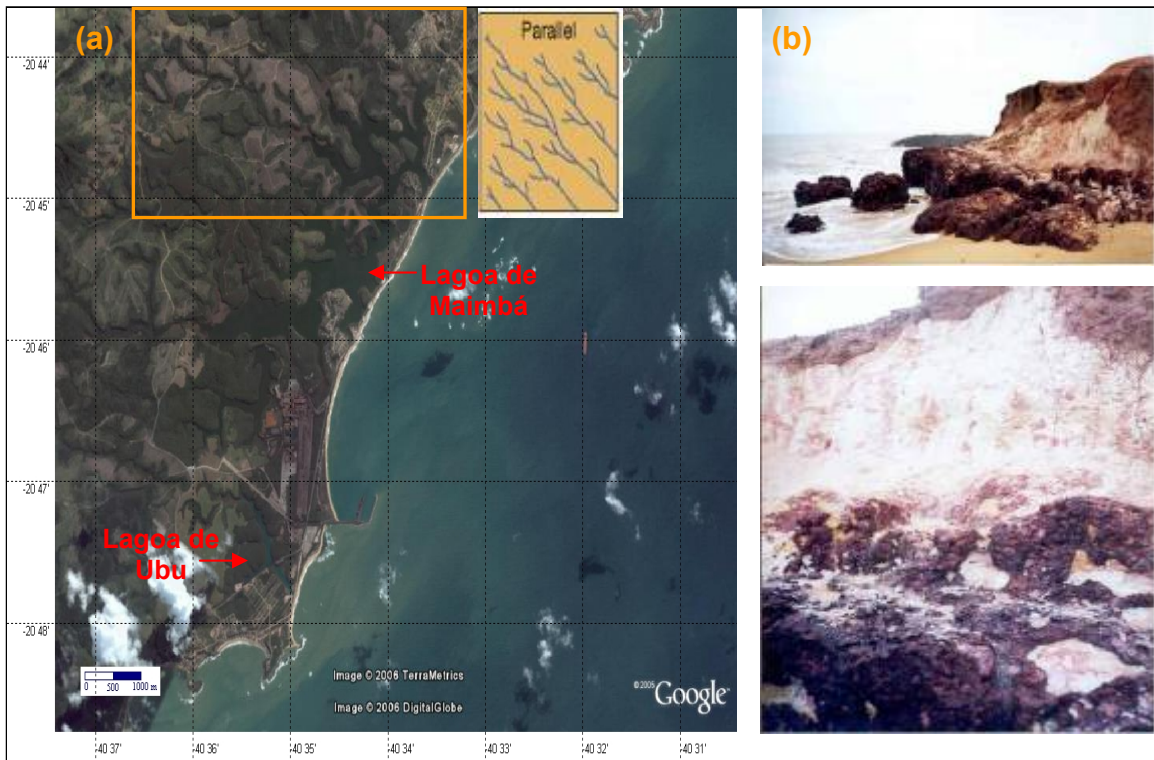 (a)
Parallel
(b)
-20 44'
-20 45'
Lagoa de
Maimbá
-20 46'
-20 47'
Lagoa de
Ubu
-20 48'
0 500 1000 m
Image © 2006 TerraMetrics
Image © 2006 DigitalGlobe
©2005 Google™
40 37' 40 36' 40 35' 40 34' 40 33' 40 32' 40 31'